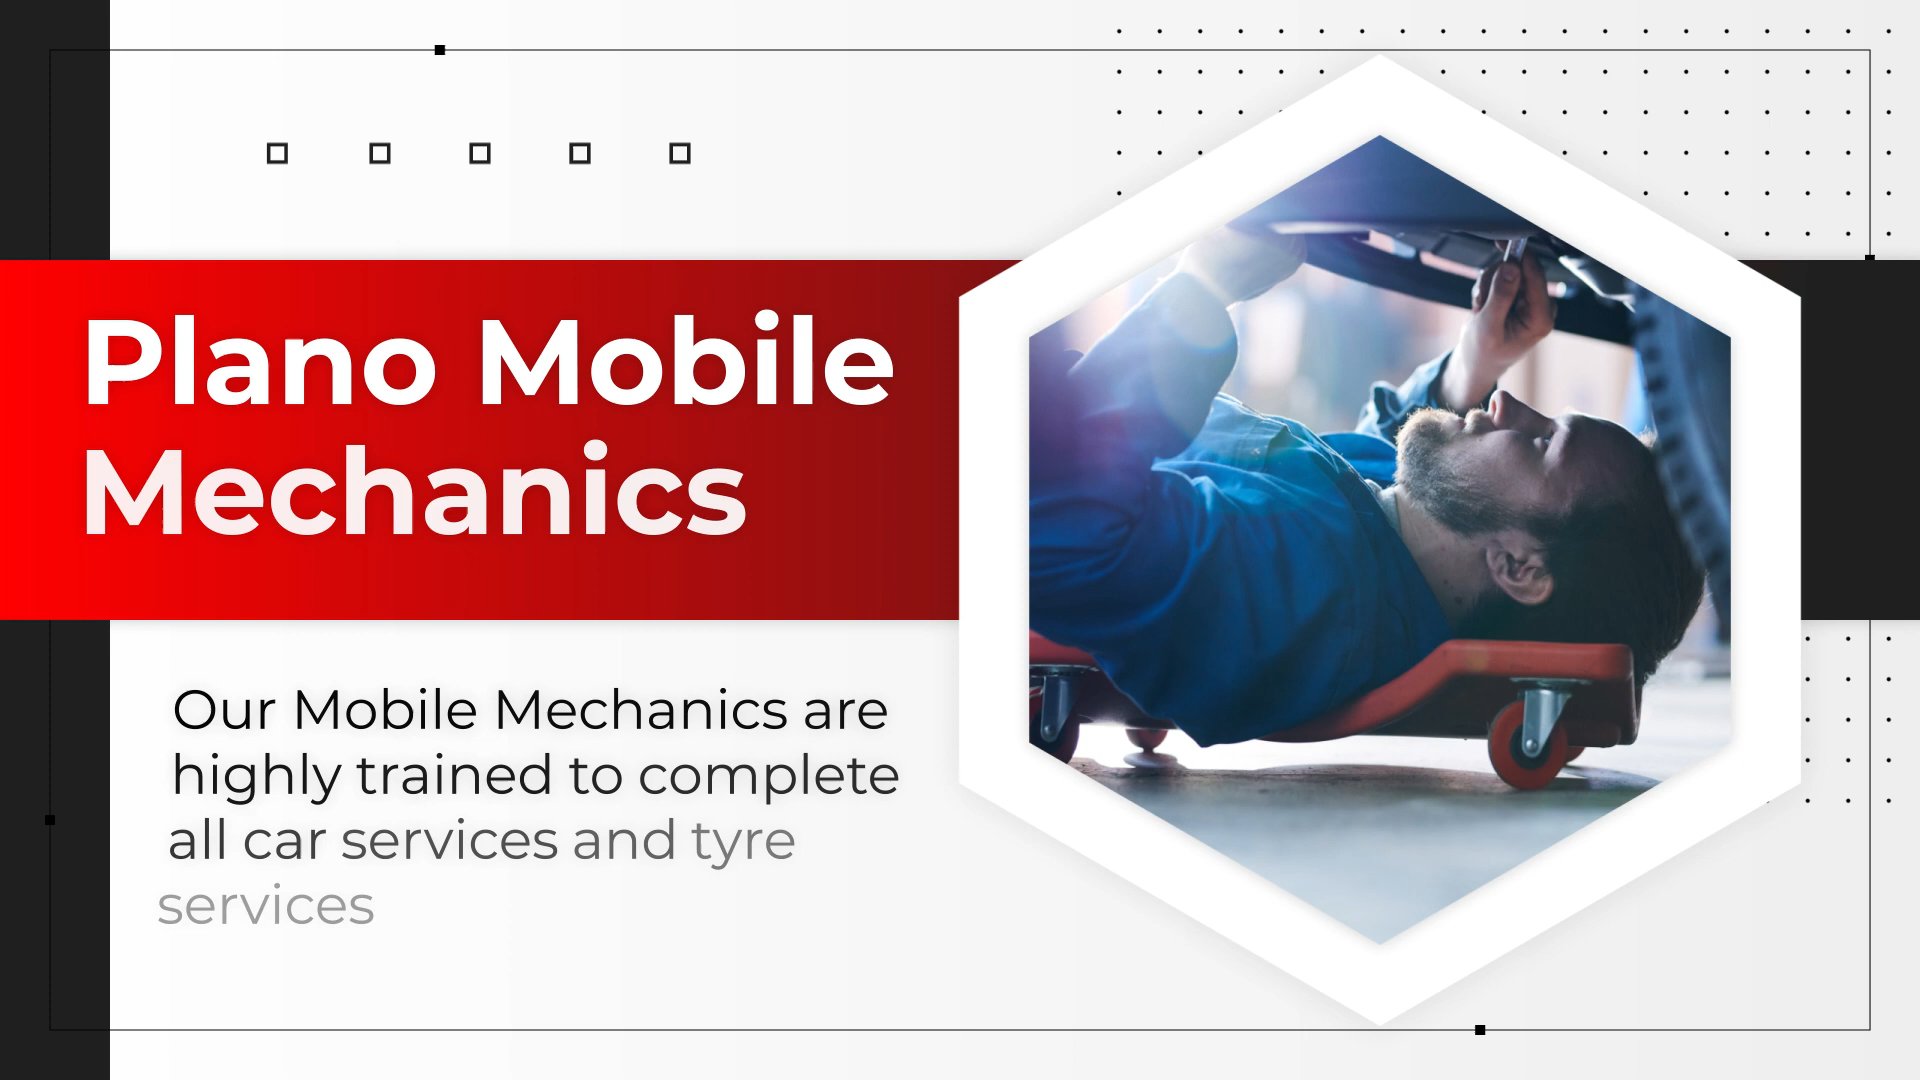 Plano Mobile
Mechanics
Our Mobile Mechanics are
highly trained to complete
all car services and tyre
services